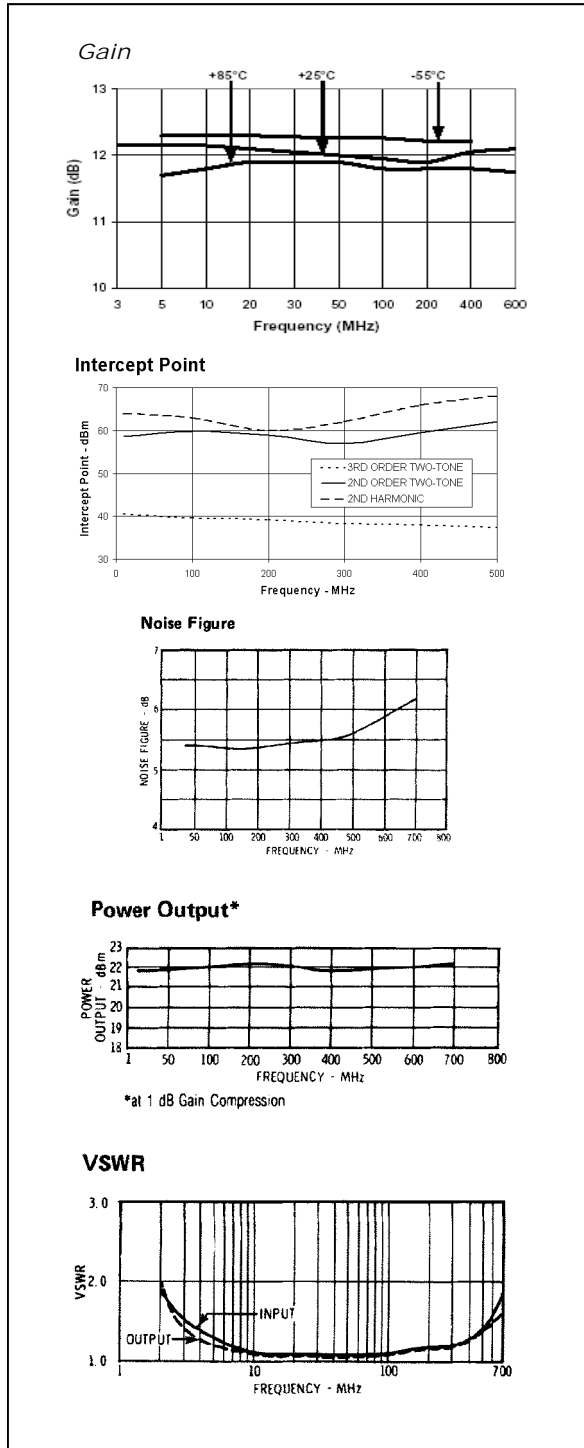 Gain
+85°C +25°C -55°C
13
12
11
10
Gain (dB)
3 5 10 20 30 50 100 200 400 600
Frequency (MHz)
Intercept Point
70
60
50
40
30
Intercept Point - dBm
3RD ORDER TWO-TONE
2ND ORDER TWO-TONE
2ND HARMONIC
0 100 200 300 400 500
Frequency - MHz
Noise Figure
7
6
5
4
NOISE FIGURE - dB
1 50 100 200 300 400 500 600 700 800
FREQUENCY - MHz
Power Output*
23
22
21
20
19
18
POWER
OUTPUT - dBm
1 50 100 200 300 400 500 600 700 800
FREQUENCY - MHz
*at 1 dB Gain Compression
VSWR
3.0
2.0
1.0
VSWR
INPUT
OUTPUT
1 10 100 700
FREQUENCY - MHz